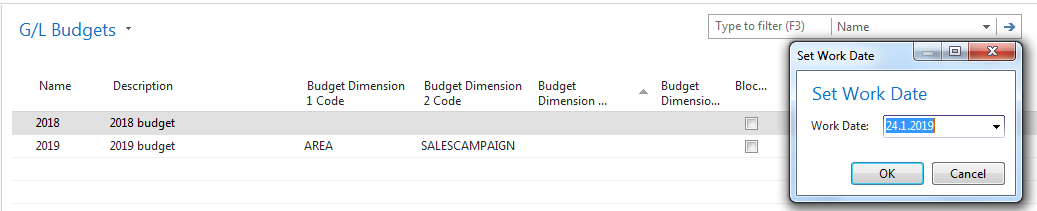 G/L Budgets
Type to filter (F3) Name
Set Work Date
Set Work Date
Work Date: 24.1.2019
OK Cancel
Name Description Budget Dimension 1 Code Budget Dimension 2 Code Budget Dimension ... Budget Dimensio... Bloc...
2018 2018 budget
2019 2019 budget AREA SALESCAMPAIGN